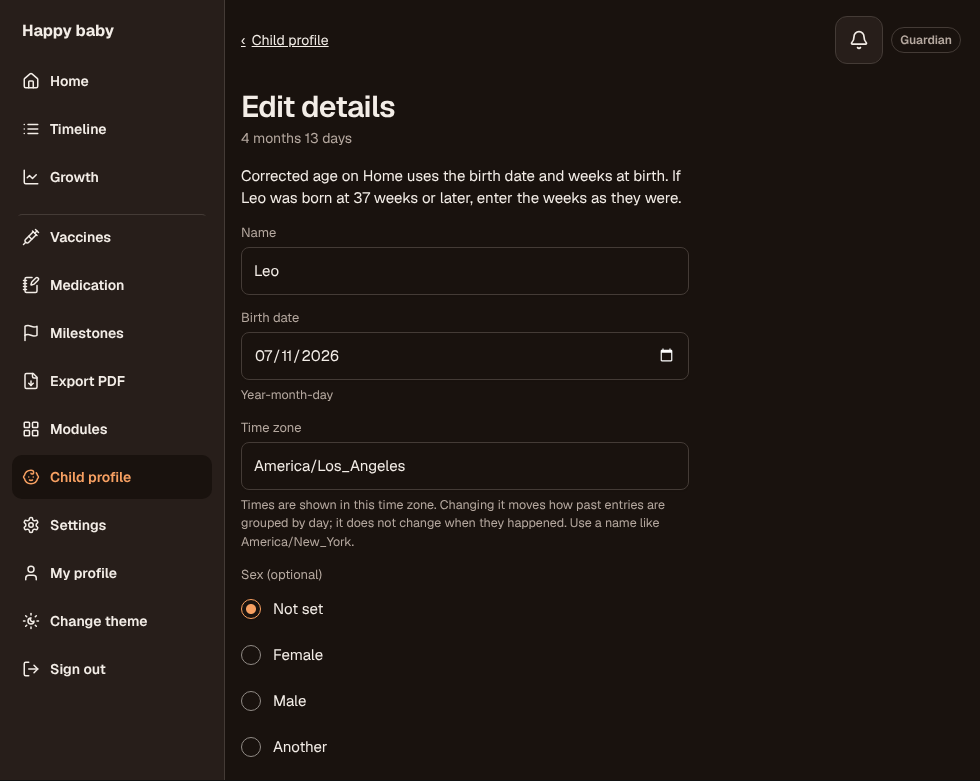 Happy baby
Home
Timeline
Growth
Vaccines
Medication
Milestones
Export PDF
Modules
Child profile
Settings
My profile
Change theme
Sign out
‹ Child profile
Guardian
Edit details
4 months 13 days
Corrected age on Home uses the birth date and weeks at birth. If
Leo was born at 37 weeks or later, enter the weeks as they were.
Name
Leo
Birth date
07/11/2026
Year-month-day
Time zone
America/Los_Angeles
Times are shown in this time zone. Changing it moves how past entries are
grouped by day; it does not change when they happened. Use a name like
America/New_York.
Sex (optional)
Not set
Female
Male
Another